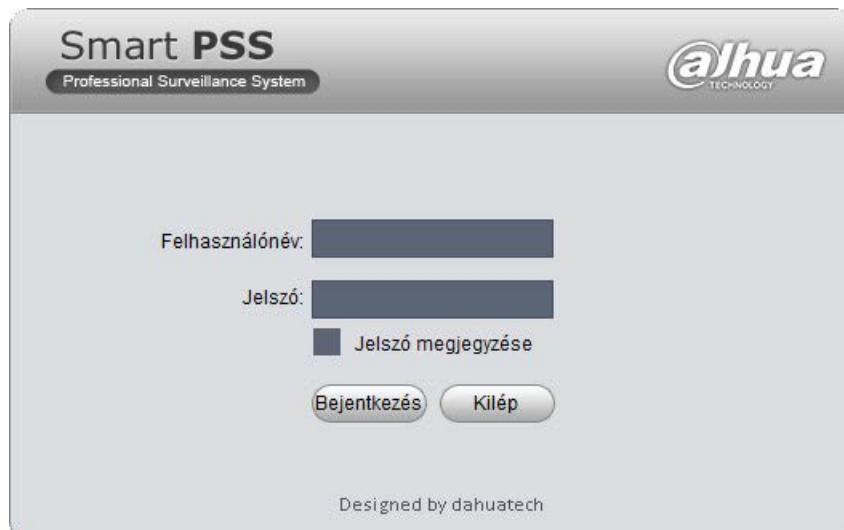 Smart PSS
Professional Surveillance System
alhua
TECHNOLOGY
Felhasználónév:
Jelszó:
Jelszó megjegyzése
Bejentkezés
Kilép
Designed by dahuatech